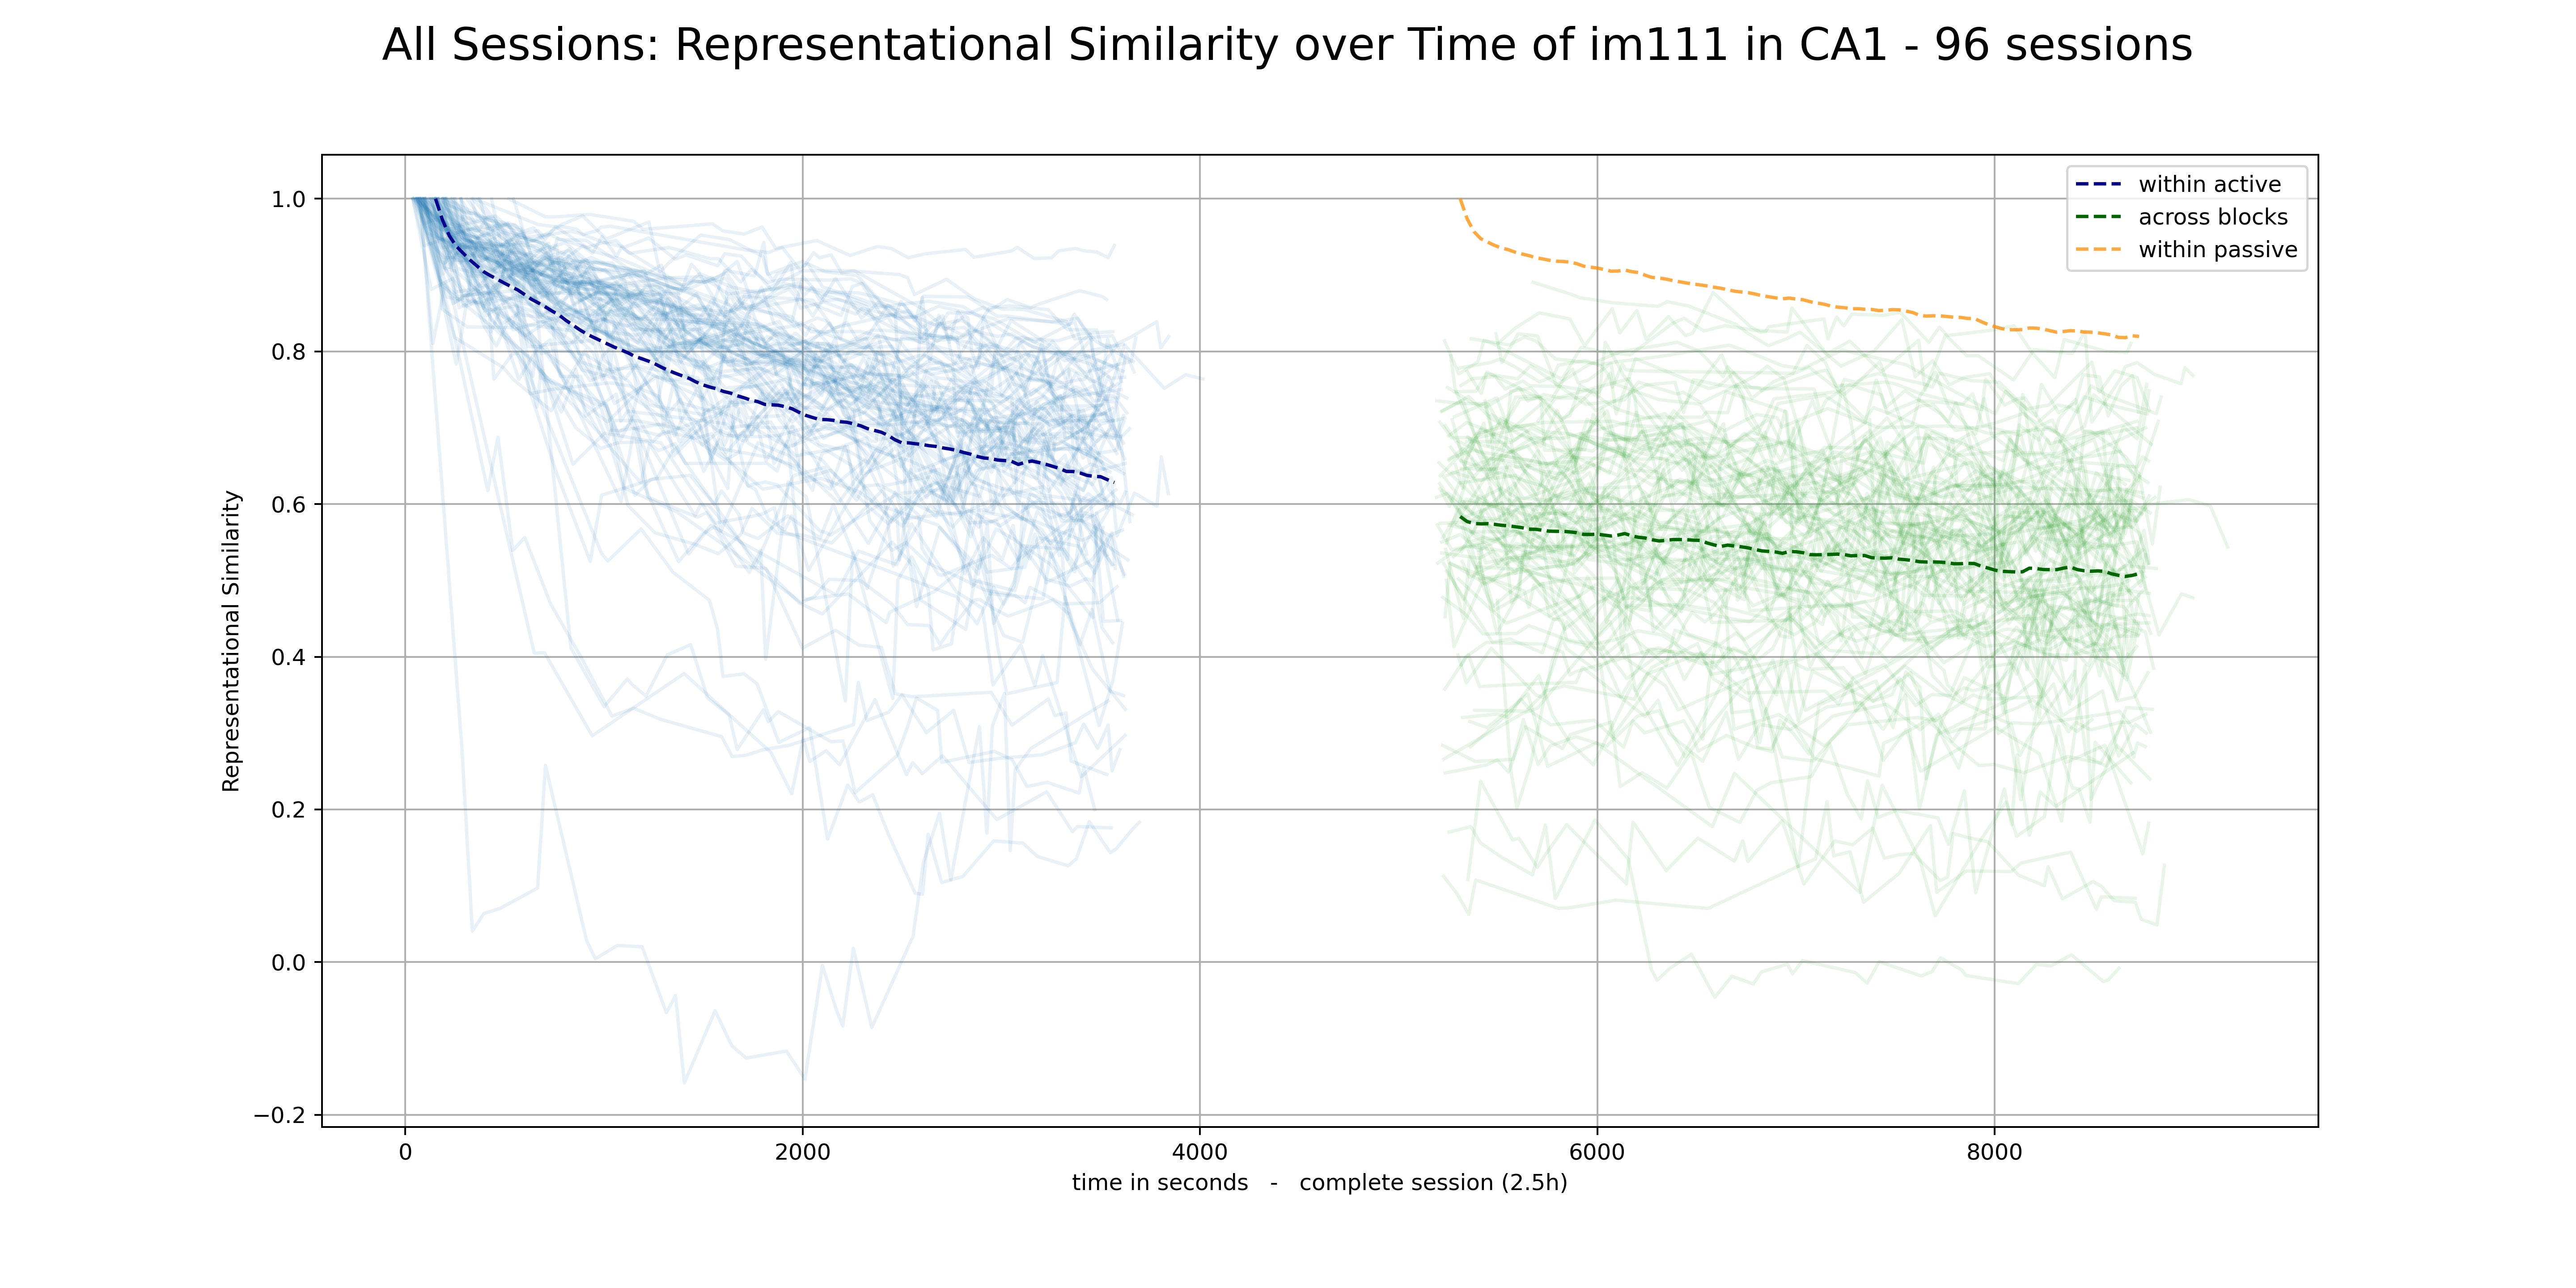 All Sessions: Representational Similarity over Time of im111 in CA1 - 96 sessions
within active
across blocks
within passive
1.0
0.8
0.6
0.4
0.2
0.0
−0.2
Representational Similarity
0
2000
4000
6000
8000
time in seconds - complete session (2.5h)